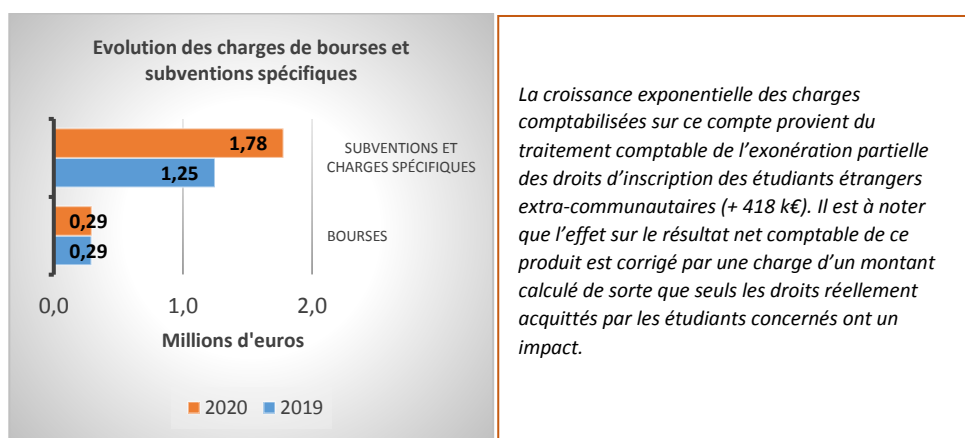 Evolution des charges de bourses et
subventions spécifiques
1,78
1,25
SUBVENTIONS ET
CHARGES SPÉCIFIQUES
0,29
0,29
BOURSES
0,0 1,0 2,0
Millions d'euros
2020 2019
La croissance exponentielle des charges
comptabilisées sur ce compte provient du
traitement comptable de l’exonération partielle
des droits d’inscription des étudiants étrangers
extra-communautaires (+ 418 k€). Il est à noter
que l’effet sur le résultat net comptable de ce
produit est corrigé par une charge d’un montant
calculé de sorte que seuls les droits réellement
acquittés par les étudiants concernés ont un
impact.